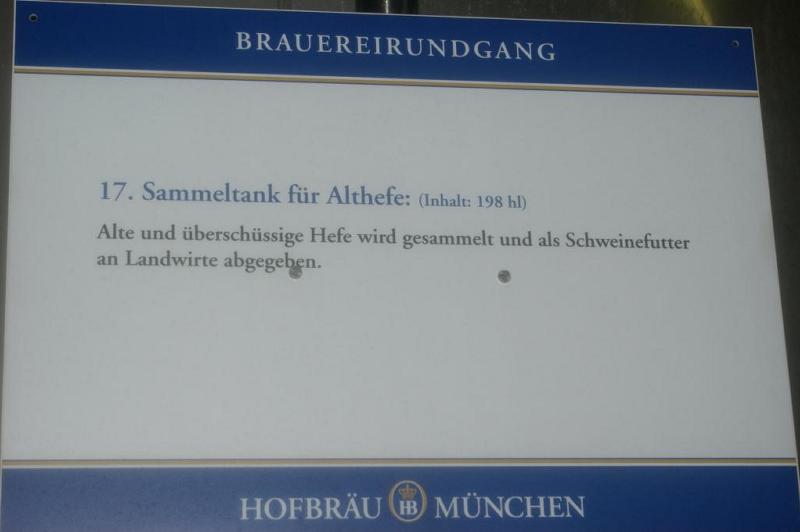 BRAUEREIRUNDGANG
17. Sammeltank für Althefe: (Inhalt: 198 hl)
Alte und überschüssige Hefe wird gesammelt und als Schweinefutter
an Landwirte abgegeben.
HOFBRÄU HB MÜNCHEN